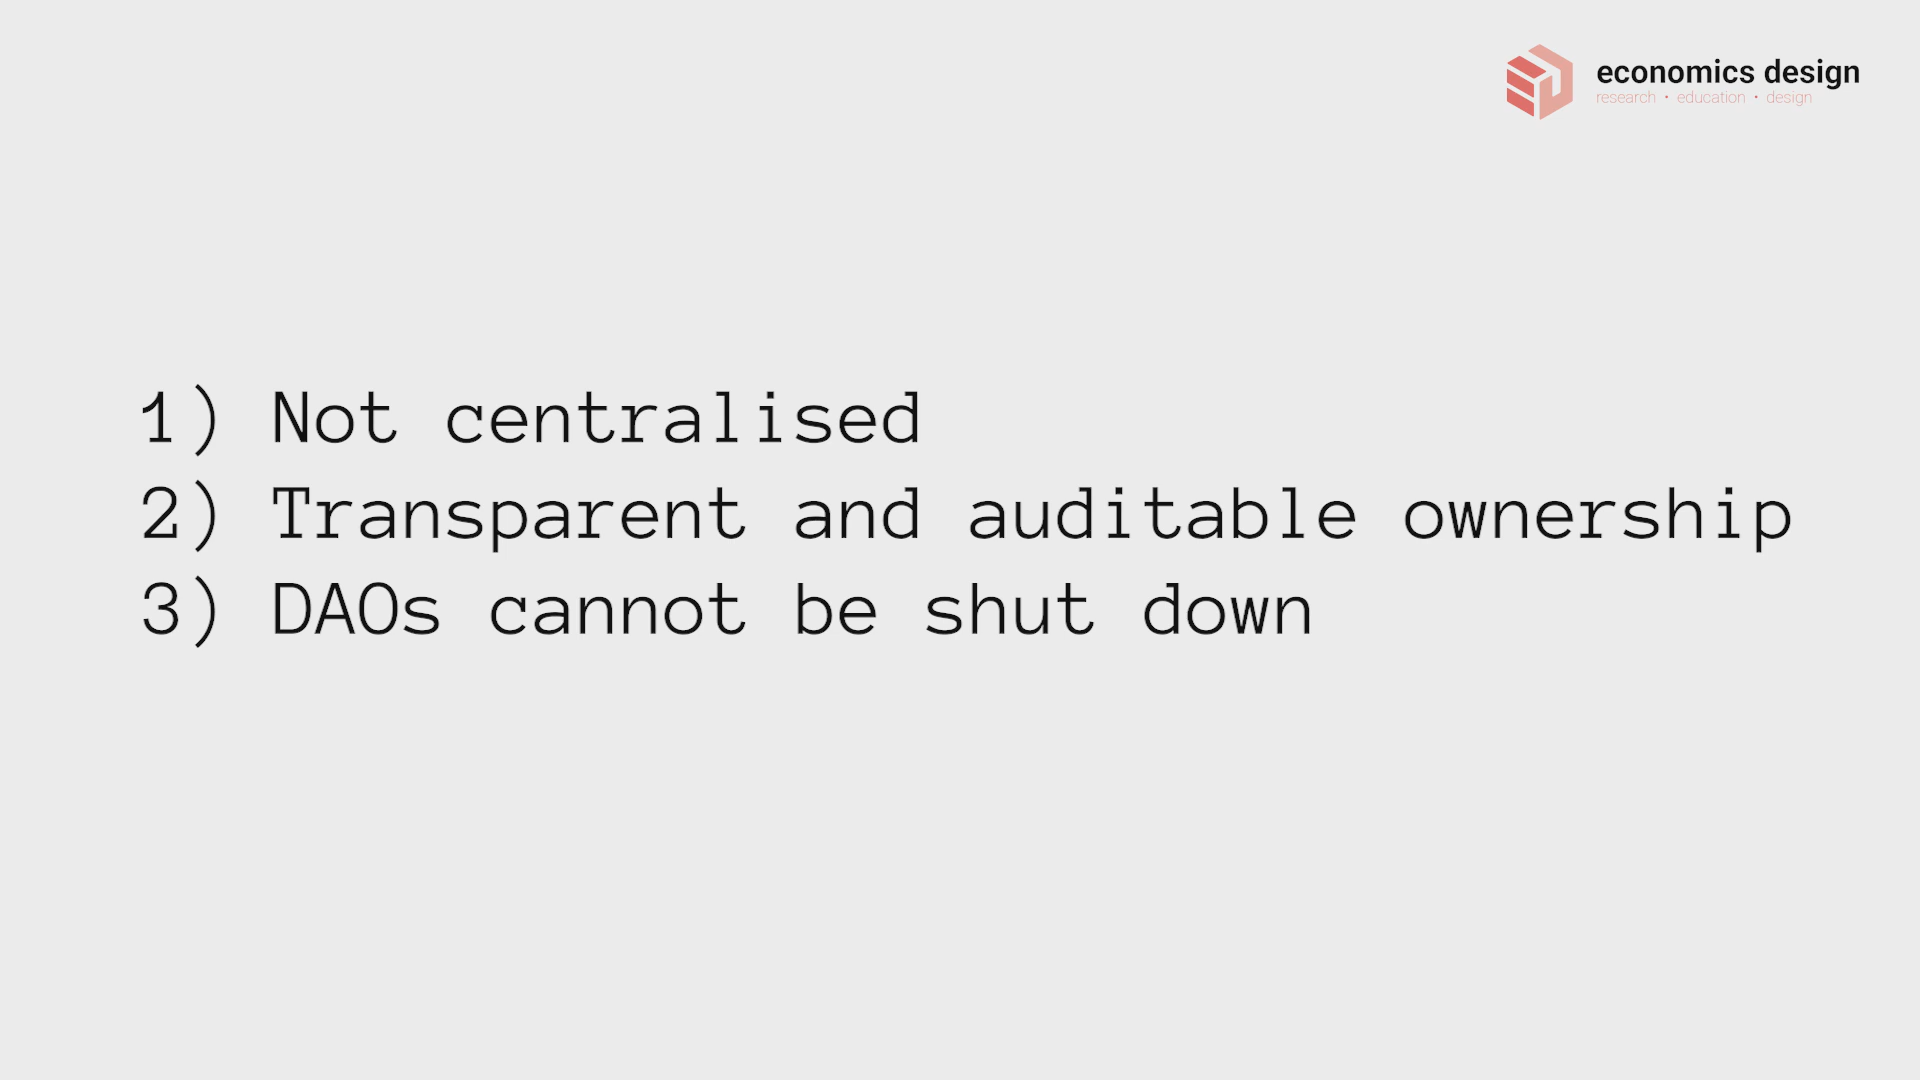 economics design
research • education • design
1) Not centralised
2) Transparent and auditable ownership
3) DAOs cannot be shut down